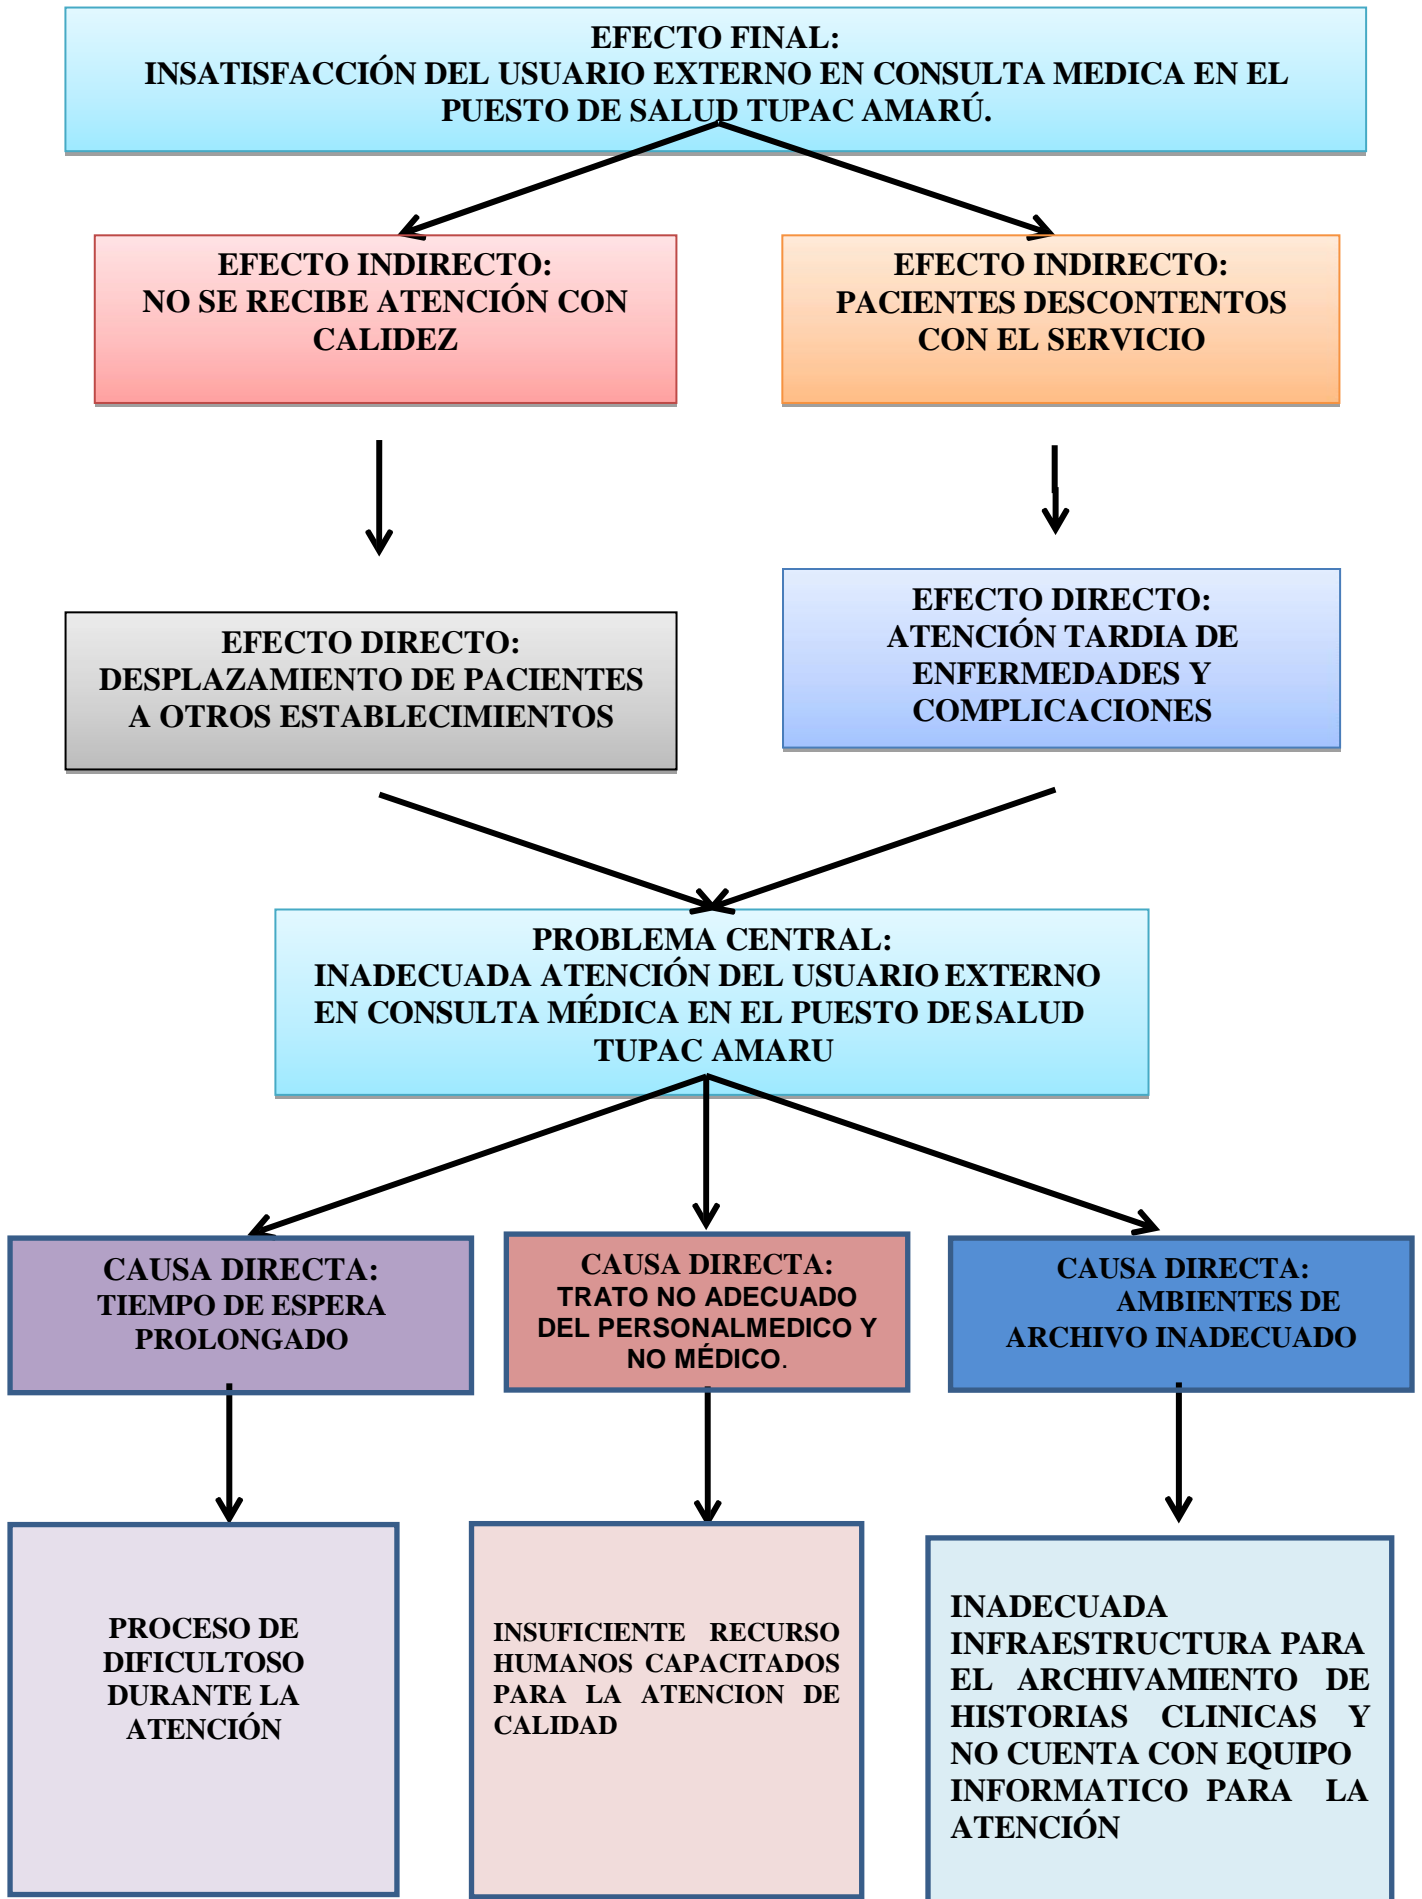 EFECTO FINAL:
INSATISFACCIÓN DEL USUARIO EXTERNO EN CONSULTA MEDICA EN EL
PUESTO DE SALUD TUPAC AMARÚ.
EFECTO INDIRECTO:
NO SE RECIBE ATENCIÓN CON
CALIDEZ
EFECTO INDIRECTO:
PACIENTES DESCONTENTOS
CON EL SERVICIO
EFECTO DIRECTO:
DESPLAZAMIENTO DE PACIENTES
A OTROS ESTABLECIMIENTOS
EFECTO DIRECTO:
ATENCIÓN TARDIA DE
ENFERMEDADES Y
COMPLICACIONES
PROBLEMA CENTRAL:
INADECUADA ATENCIÓN DEL USUARIO EXTERNO
EN CONSULTA MÉDICA EN EL PUESTO DE SALUD
TUPAC AMARU
CAUSA DIRECTA:
TIEMPO DE ESPERA
PROLONGADO
CAUSA DIRECTA:
TRATO NO ADECUADO
DEL PERSONALMEDICO Y
NO MÉDICO.
CAUSA DIRECTA:
AMBIENTES DE
ARCHIVO INADECUADO
PROCESO DE
DIFICULTOSO
DURANTE LA
ATENCIÓN
INSUFICIENTE RECURSO
HUMANOS CAPACITADOS
PARA LA ATENCION DE
CALIDAD
INADECUADA
INFRAESTRUCTURA PARA
EL ARCHIVAMIENTO DE
HISTORIAS CLINICAS Y
NO CUENTA CON EQUIPO
INFORMATICO PARA LA
ATENCIÓN